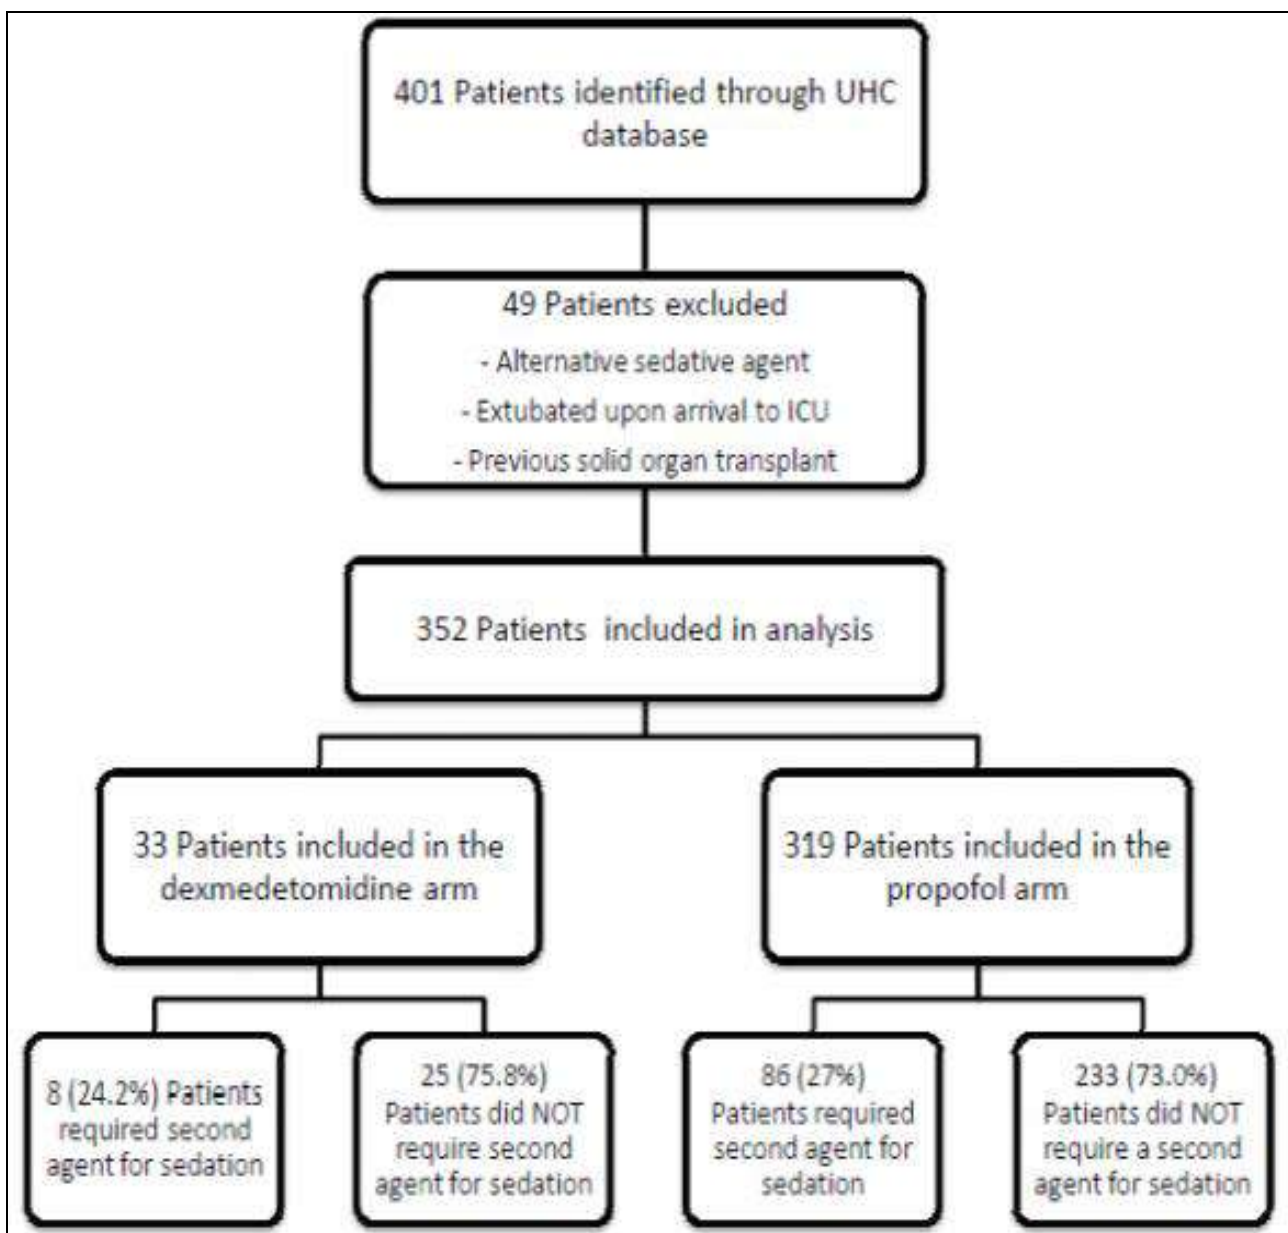 401 Patients identified through UHC
database
49 Patients excluded
- Alternative sedative agent
- Extubated upon arrival to ICU
- Previous solid organ transplant
352 Patients included in analysis
33 Patients included in the
dexmedetomidine arm
319 Patients included in the
propofol arm
8 (24.2%) Patients
required second
agent for sedation
25 (75.8%)
Patients did NOT
require second
agent for sedation
86 (27%)
Patients required
second agent for
sedation
233 (73.0%)
Patients did NOT
require a second
agent for sedation